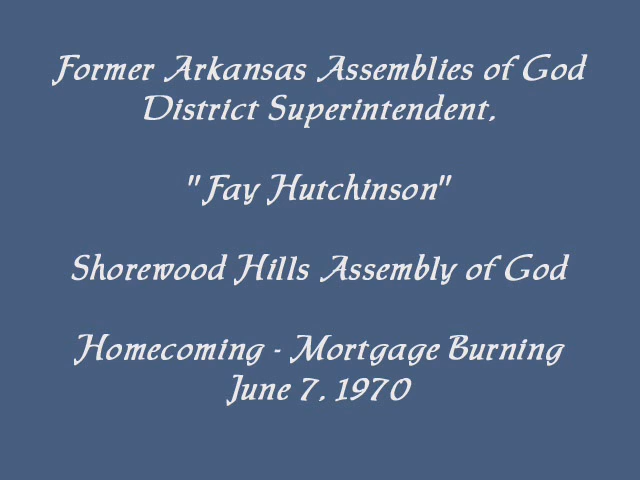 Former Arkansas Assemblies of God
District Superintendent,
"Fay Hutchinson"
Shorewood Hills Assembly of God
Homecoming - Mortgage Burning
June 7, 1970